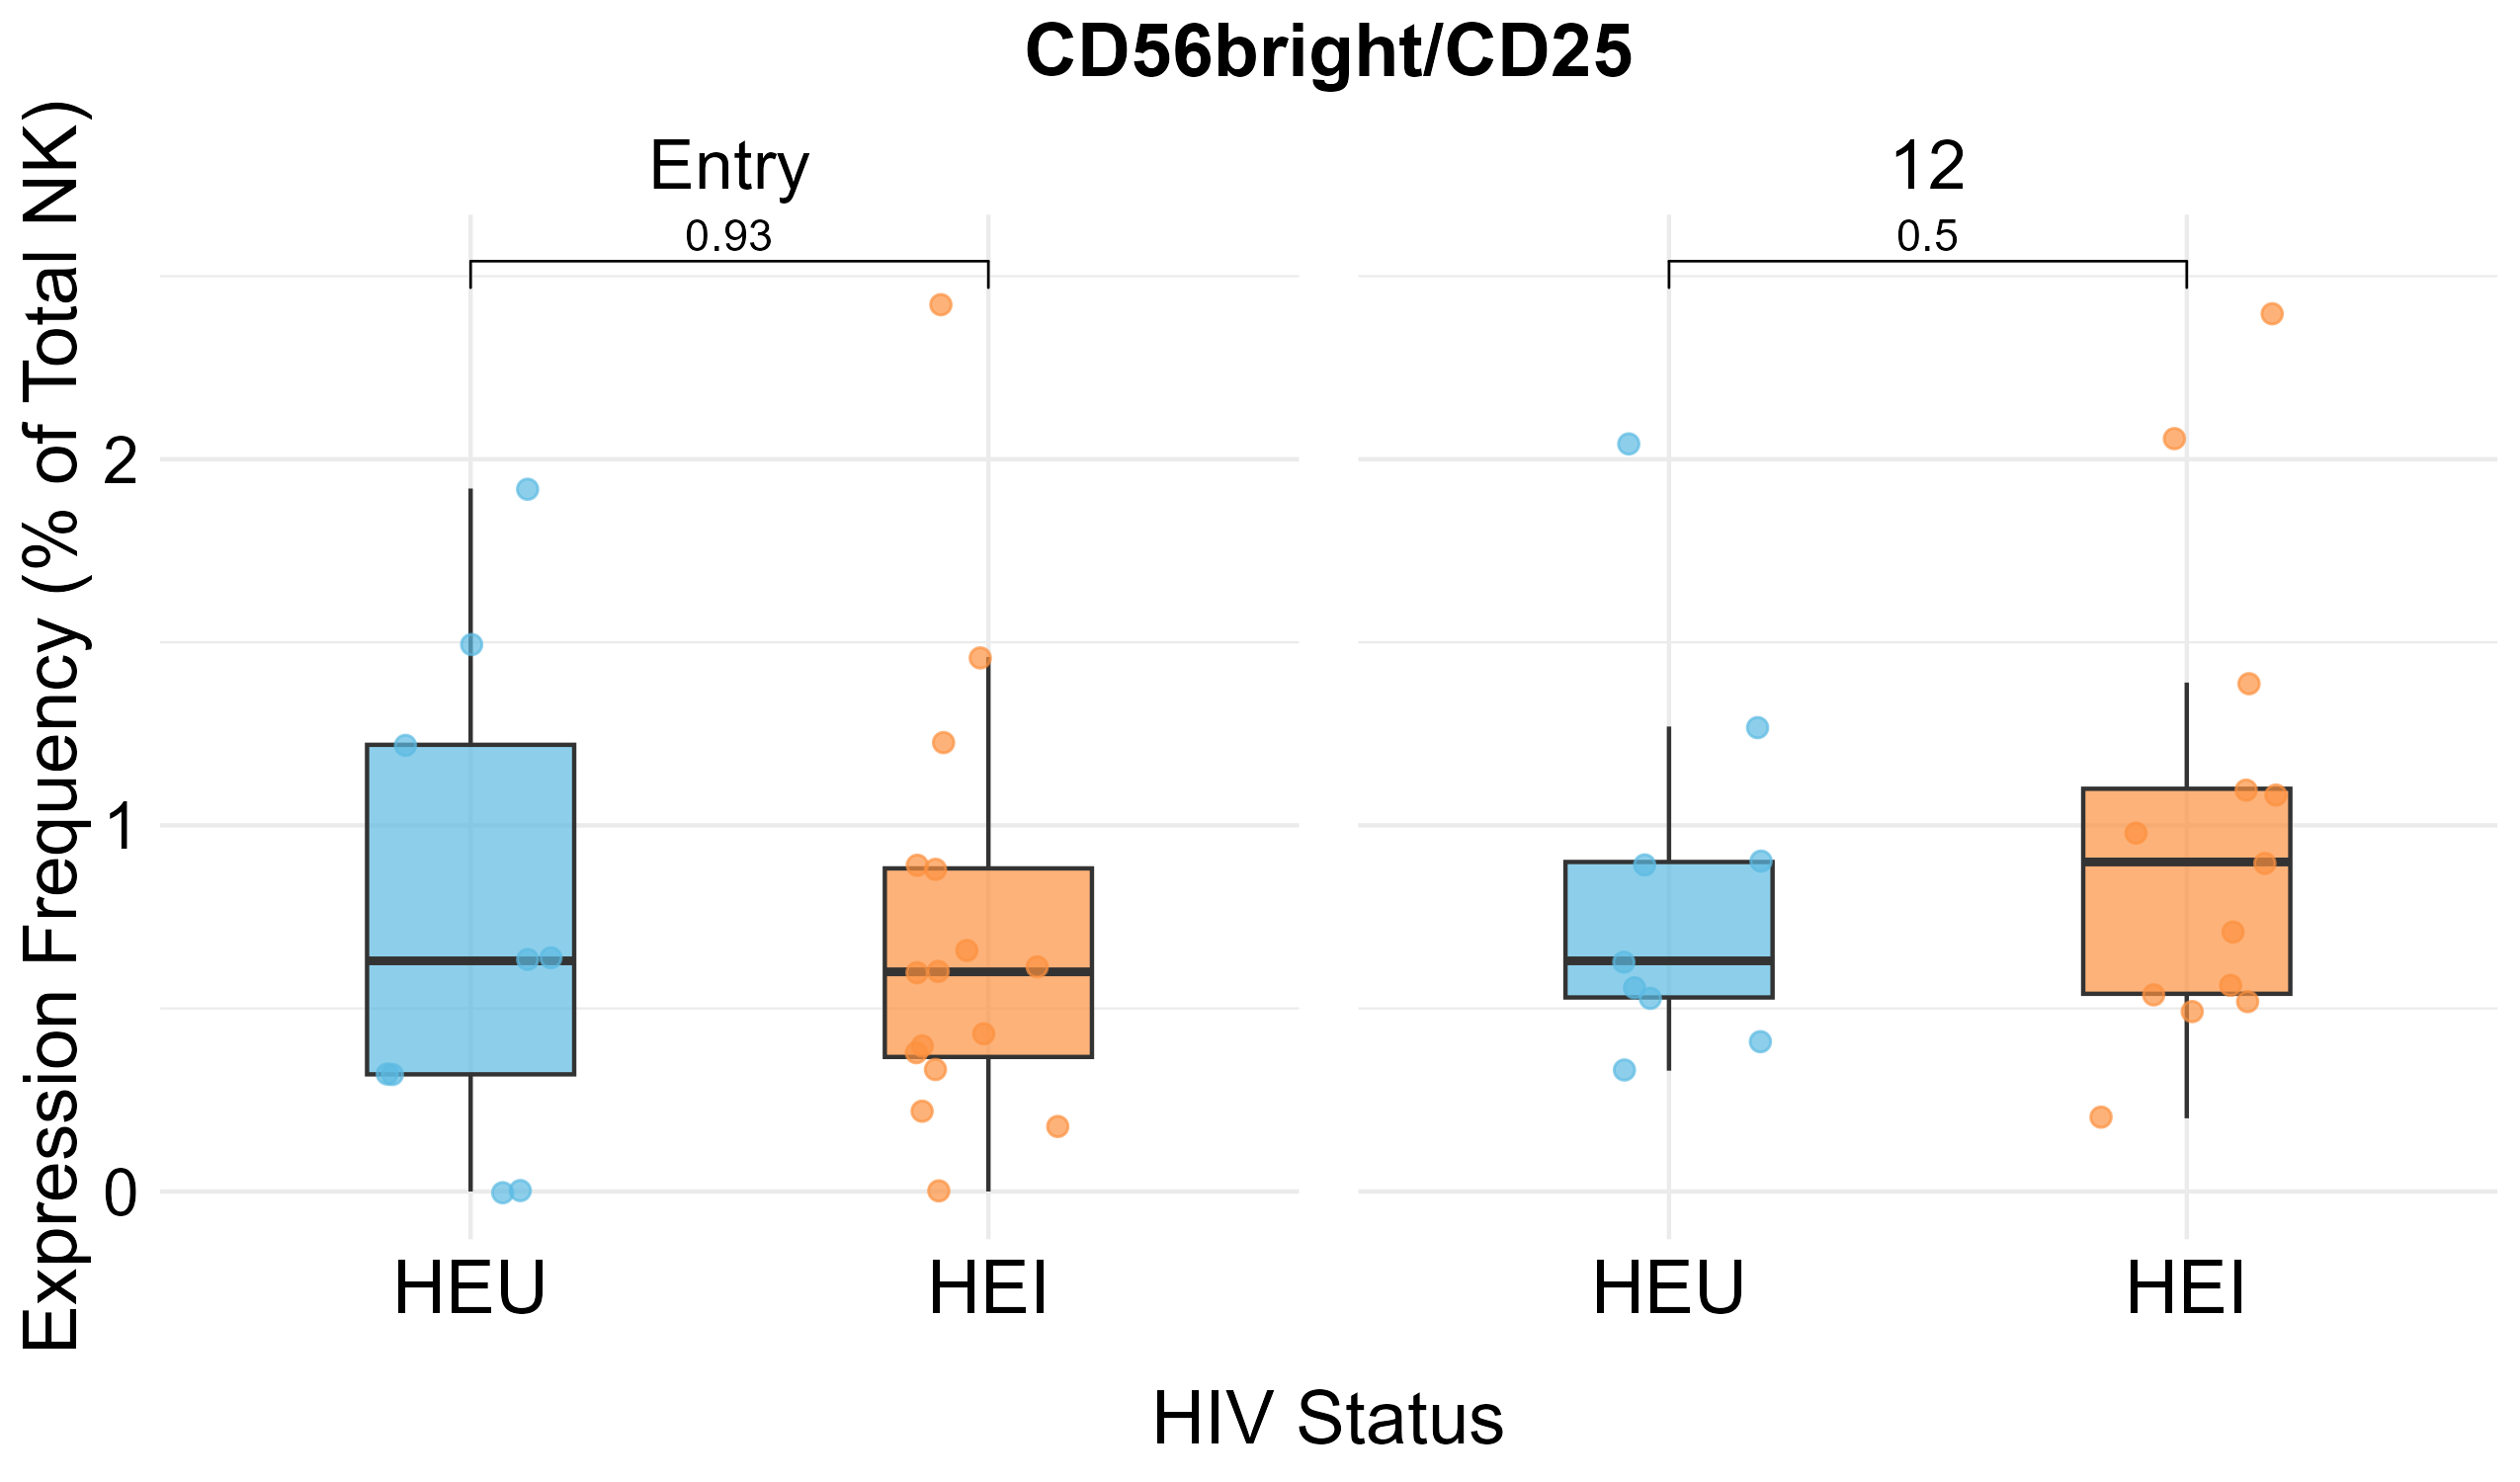 CD56bright/CD25
Expression Frequency (% of Total NK)
Entry
12
0.93
0.5
2
1
0
HEU
HEI
HEU
HEI
HIV Status